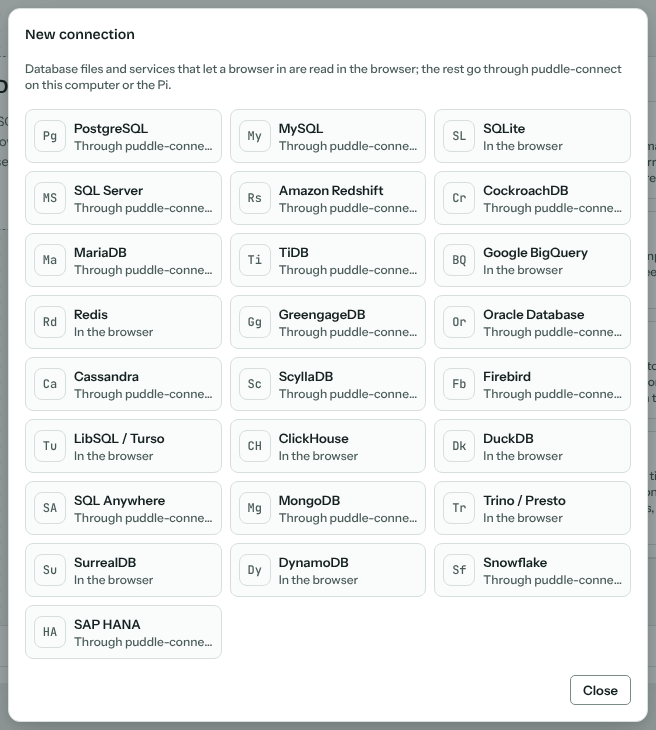 New connection
Database files and services that let a browser in are read in the browser; the rest go through puddle-connect
on this computer or the Pi.
Pg PostgreSQL
Through puddle-conne...
My MySQL
Through puddle-conne...
SL SQLite
In the browser
MS SQL Server
Through puddle-conne...
Rs Amazon Redshift
Through puddle-conne...
Cr CockroachDB
Through puddle-conne...
Ma MariaDB
Through puddle-conne...
Ti TiDB
Through puddle-conne...
BQ Google BigQuery
In the browser
Rd Redis
In the browser
Gg GreengageDB
Through puddle-conne...
Or Oracle Database
Through puddle-conne...
Ca Cassandra
Through puddle-conne...
Sc ScyllaDB
Through puddle-conne...
Fb Firebird
Through puddle-conne...
Tu LibSQL / Turso
In the browser
CH ClickHouse
In the browser
Dk DuckDB
In the browser
SA SQL Anywhere
Through puddle-conne...
Mg MongoDB
Through puddle-conne...
Tr Trino / Presto
In the browser
Su SurrealDB
In the browser
Dy DynamoDB
In the browser
Sf Snowflake
Through puddle-conne...
HA SAP HANA
Through puddle-conne...
Close